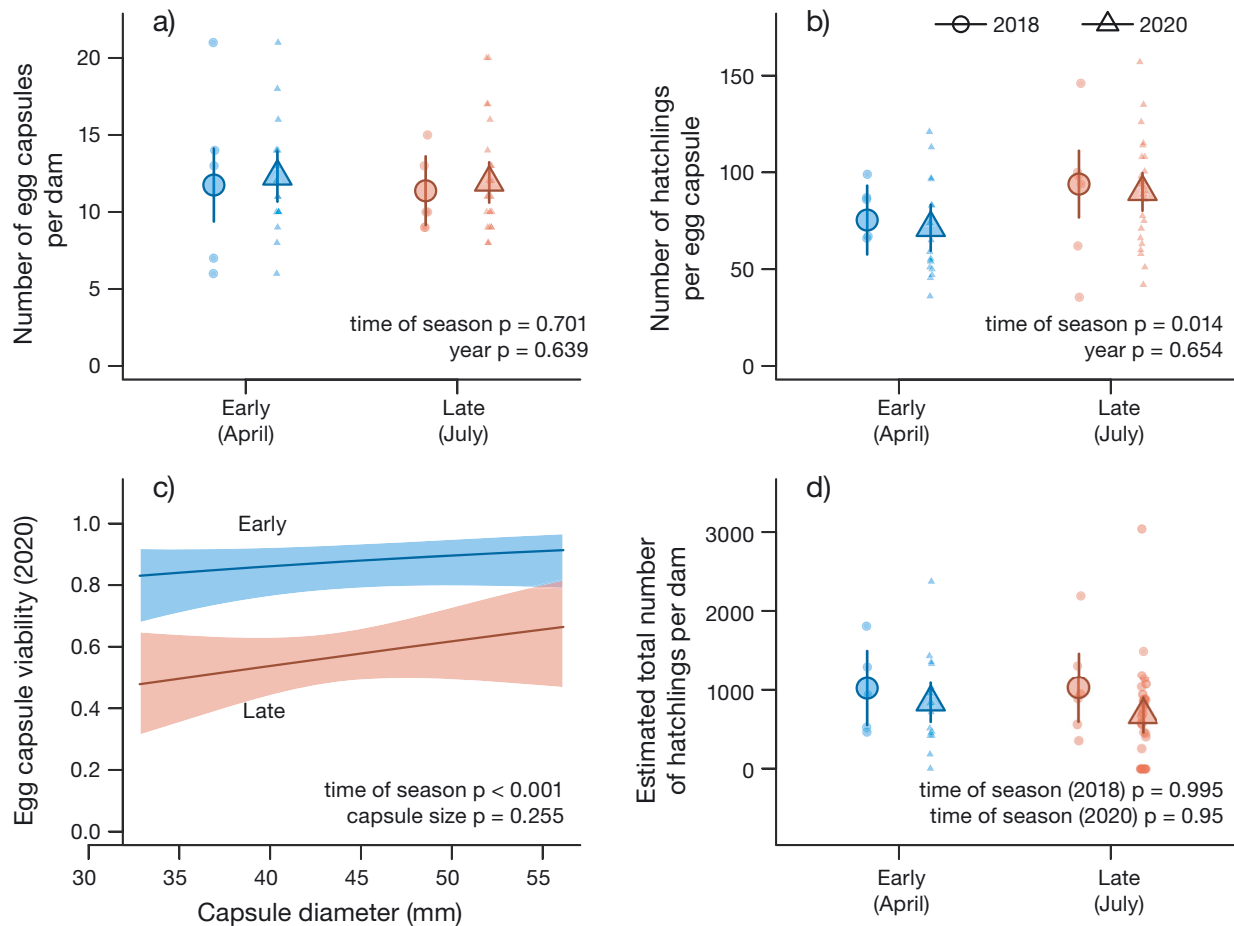 a)
Number of egg capsules
per dam
20
15
10
5
0
time of season p = 0.701
year p = 0.639
Early
(April)
Late
(July)
b)
2018
2020
Number of hatchlings
per egg capsule
150
100
50
0
time of season p = 0.014
year p = 0.654
Early
(April)
Late
(July)
c)
Egg capsule viability (2020)
1.0
0.8
0.6
0.4
0.2
0.0
Early
Late
time of season p < 0.001
capsule size p = 0.255
30
35
40
45
50
55
Capsule diameter (mm)
d)
Estimated total number
of hatchlings per dam
3000
2000
1000
0
time of season (2018) p = 0.995
time of season (2020) p = 0.95
Early
(April)
Late
(July)